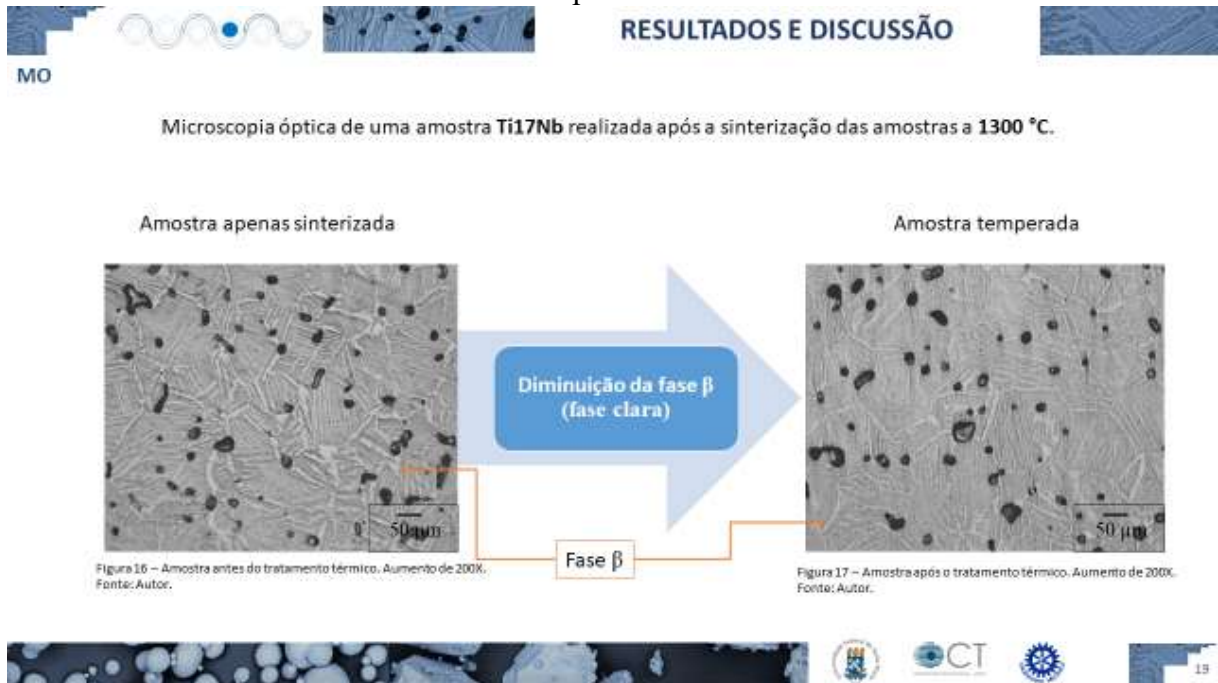 RESULTADOS E DISCUSSÃO
MO
Microscopia óptica de uma amostra Ti17Nb realizada após a sinterização das amostras a 1300 °C.
Amostra apenas sinterizada
Amostra temperada
Diminuição da fase β
(fase clara)
50 µm
50 µm
Fase β
Figura 16 – Amostra antes do tratamento térmico. Aumento de 200X.
Fonte: Autor.
Figura 17 – Amostra após o tratamento térmico. Aumento de 200X.
Fonte: Autor.
CT
19